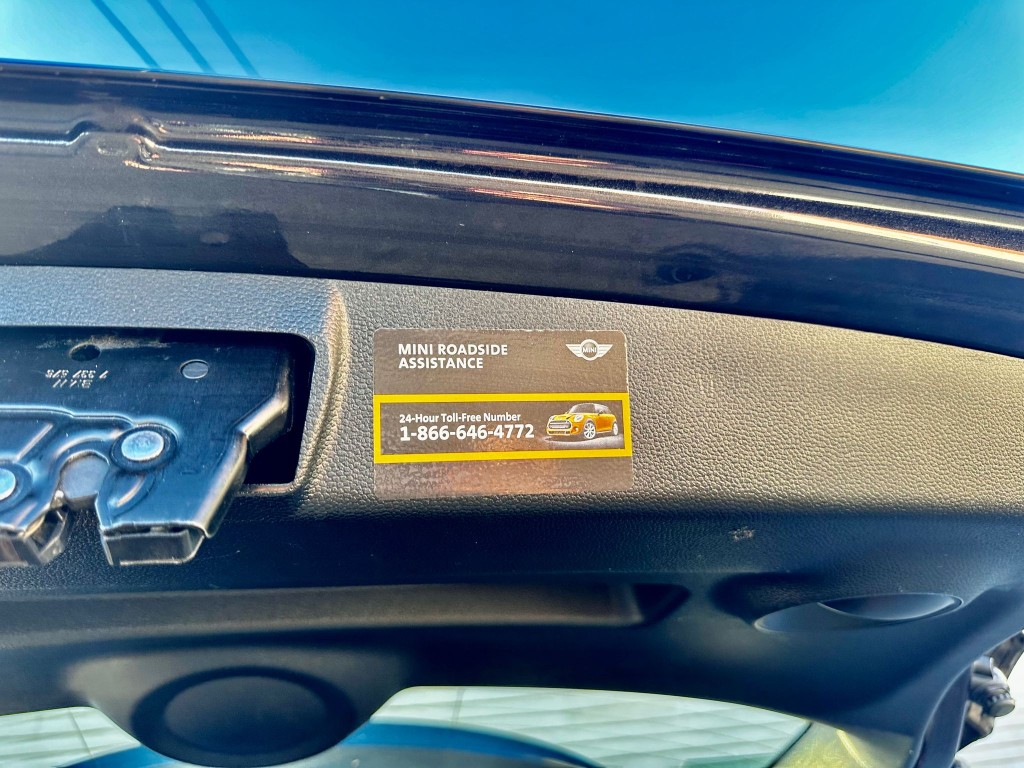 MINI ROADSIDE
ASSISTANCE
MINI
24-Hour Toll-Free Number
1-866-646-4772